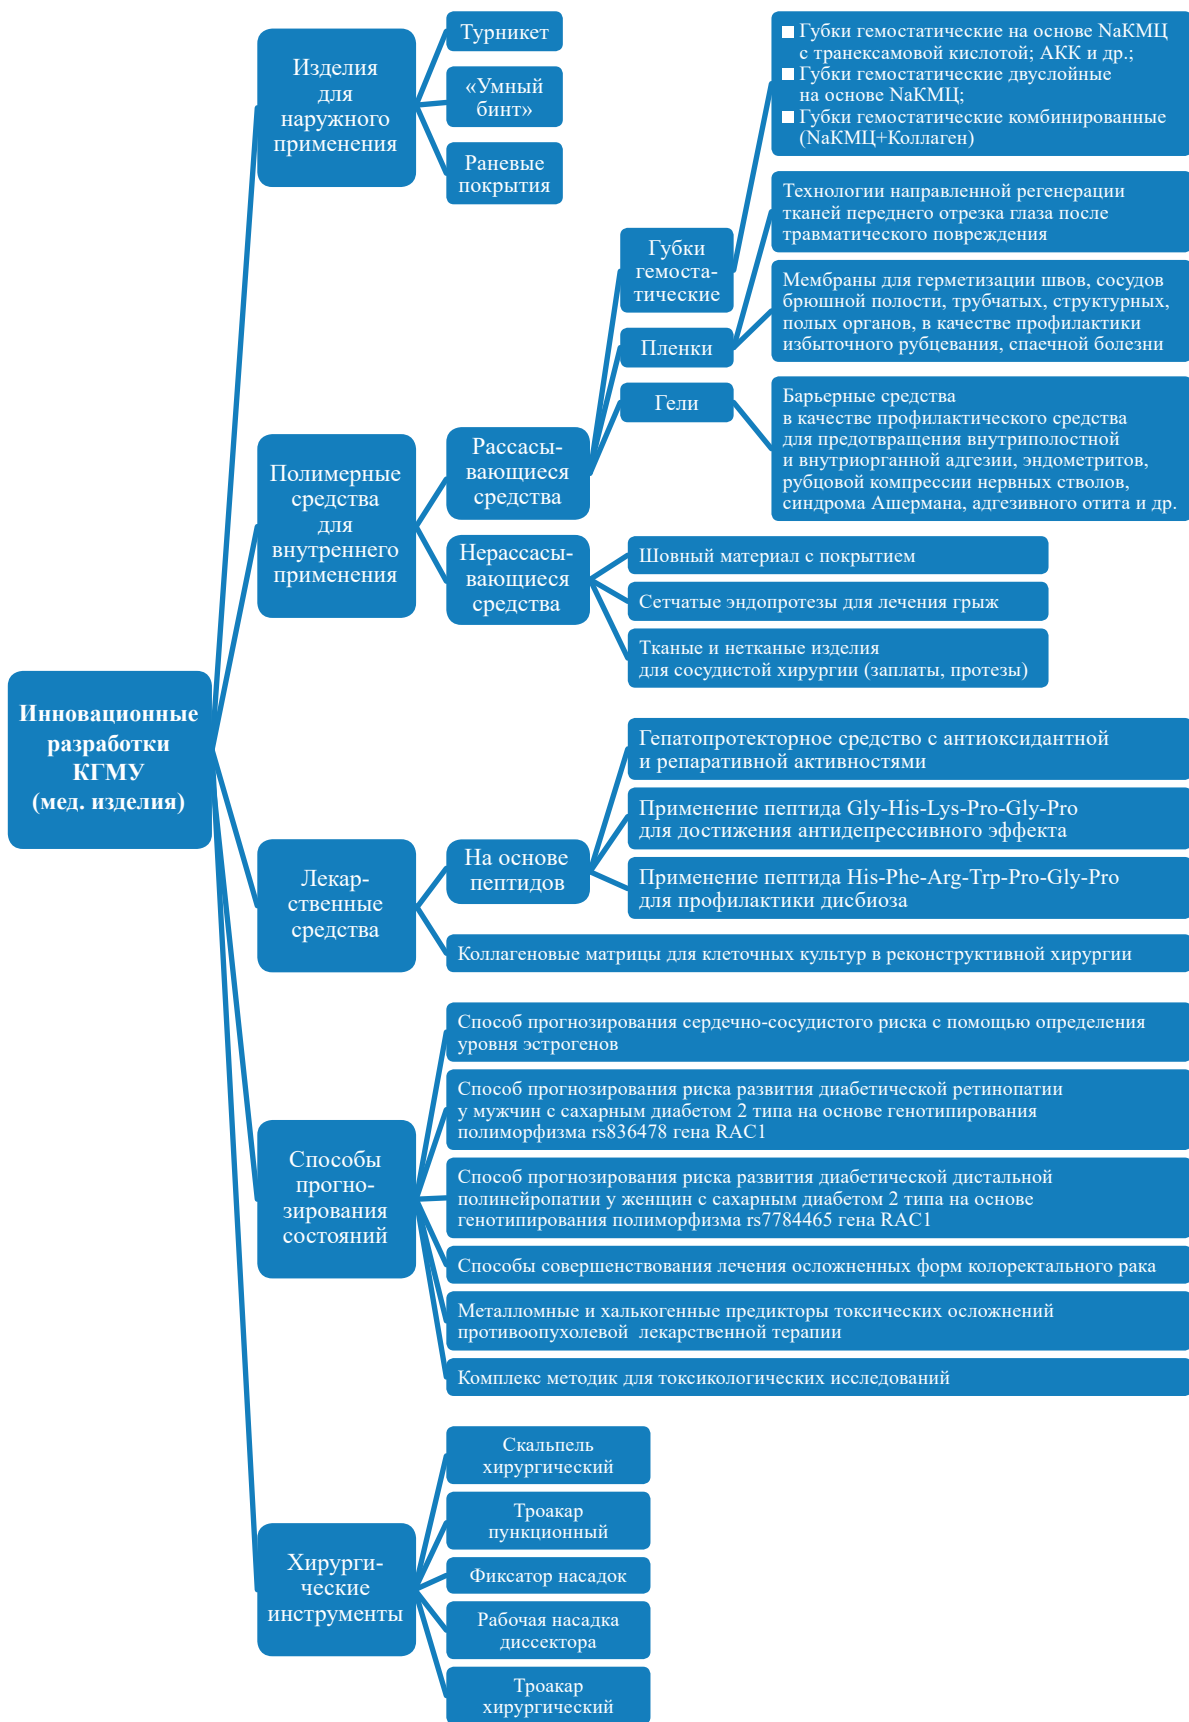 Инновационные
разработки
КГМУ
(мед. изделия)
Изделия
для
наружного
применения
Турникет
«Умный
бинт»
Раневые
покрытия
Полимерные
средства
для
внутреннего
применения
Рассасы-
вающиеся
средства
Губки
гемоста-
тические
Губки гемостатические на основе NaКМЦ
с транексамовой кислотой; АКК и др.;
Губки гемостатические двуслойные
на основе NaКМЦ;
Губки гемостатические комбинированные
(NaКМЦ+Коллаген)
Пленки
Технологии направленной регенерации
тканей переднего отрезка глаза после
травматического повреждения
Мембраны для герметизации швов, сосудов
брюшной полости, трубчатых, структурных,
полых органов, в качестве профилактики
избыточного рубцевания, спаечной болезни
Гели
Барьерные средства
в качестве профилактического средства
для предотвращения внутриполостной
и внутриорганной адгезии, эндометритов,
рубцовой компрессии нервных стволов,
синдрома Ашермана, адгезивного отита и др.
Нерассасы-
вающиеся
средства
Шовный материал с покрытием
Сетчатые эндопротезы для лечения грыж
Тканые и нетканые изделия
для сосудистой хирургии (заплаты, протезы)
Лекар-
ственные
средства
На основе
пептидов
Гепатопротекторное средство с антиоксидантной
и репаративной активностями
Применение пептида Gly-His-Lys-Pro-Gly-Pro
для достижения антидепрессивного эффекта
Применение пептида His-Phe-Arg-Trp-Pro-Gly-Pro
для профилактики дисбиоза
Коллагеновые матрицы для клеточных культур в реконструктивной хирургии
Способы
прогно-
зирования
состояний
Способ прогнозирования сердечно-сосудистого риска с помощью определения
уровня эстрогенов
Способ прогнозирования риска развития диабетической ретинопатии
у мужчин с сахарным диабетом 2 типа на основе генотипирования
полиморфизма rs836478 гена RAC1
Способ прогнозирования риска развития диабетической дистальной
полинейропатии у женщин с сахарным диабетом 2 типа на основе
генотипирования полиморфизма rs7784465 гена RAC1
Способы совершенствования лечения осложненных форм колоректального рака
Металломные и халькогенные предикторы токсических осложнений
противоопухолевой лекарственной терапии
Комплекс методик для токсикологических исследований
Хирурги-
ческие
инструменты
Скальпель
хирургический
Троакар
пункционный
Фиксатор насадок
Рабочая насадка
диссектора
Троакар
хирургический